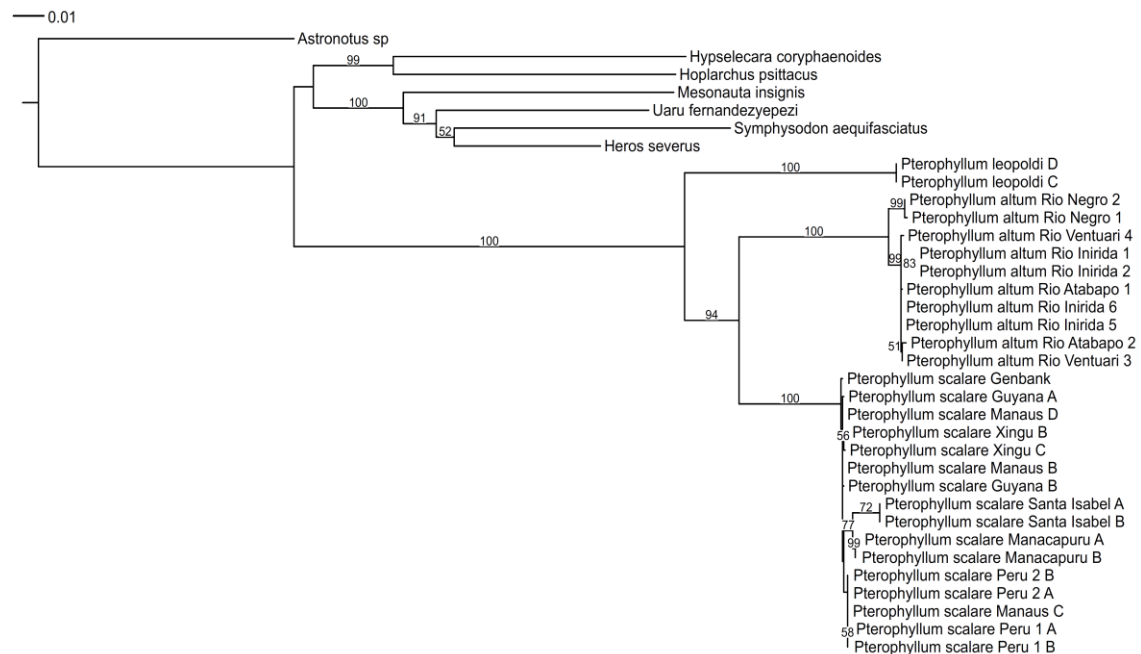 0.01
Astronotus sp
99
Hypselecara coryphaenoides
Hoplarchus psittacus
100
Mesonauta insignis
91
Uaru fernandezyepezi
52
Symphysodon aequifasciatus
Heros severus
100
Pterophyllum leopoldi D
Pterophyllum leopoldi C
99
Pterophyllum altum Rio Negro 2
Pterophyllum altum Rio Negro 1
100
Pterophyllum altum Rio Ventuari 4
100
99
83
Pterophyllum altum Rio Inirida 1
Pterophyllum altum Rio Inirida 2
Pterophyllum altum Rio Atabapo 1
Pterophyllum altum Rio Inirida 6
94
Pterophyllum altum Rio Inirida 5
51
Pterophyllum altum Rio Atabapo 2
Pterophyllum altum Rio Ventuari 3
Pterophyllum scalare Genbank
100
Pterophyllum scalare Guyana A
Pterophyllum scalare Manaus D
56
Pterophyllum scalare Xingu B
Pterophyllum scalare Xingu C
Pterophyllum scalare Manaus B
Pterophyllum scalare Guyana B
72
Pterophyllum scalare Santa Isabel A
77
Pterophyllum scalare Santa Isabel B
99
Pterophyllum scalare Manacapuru A
Pterophyllum scalare Manacapuru B
Pterophyllum scalare Peru 2 B
Pterophyllum scalare Peru 2 A
Pterophyllum scalare Manaus C
58
Pterophyllum scalare Peru 1 A
Pterophyllum scalare Peru 1 B